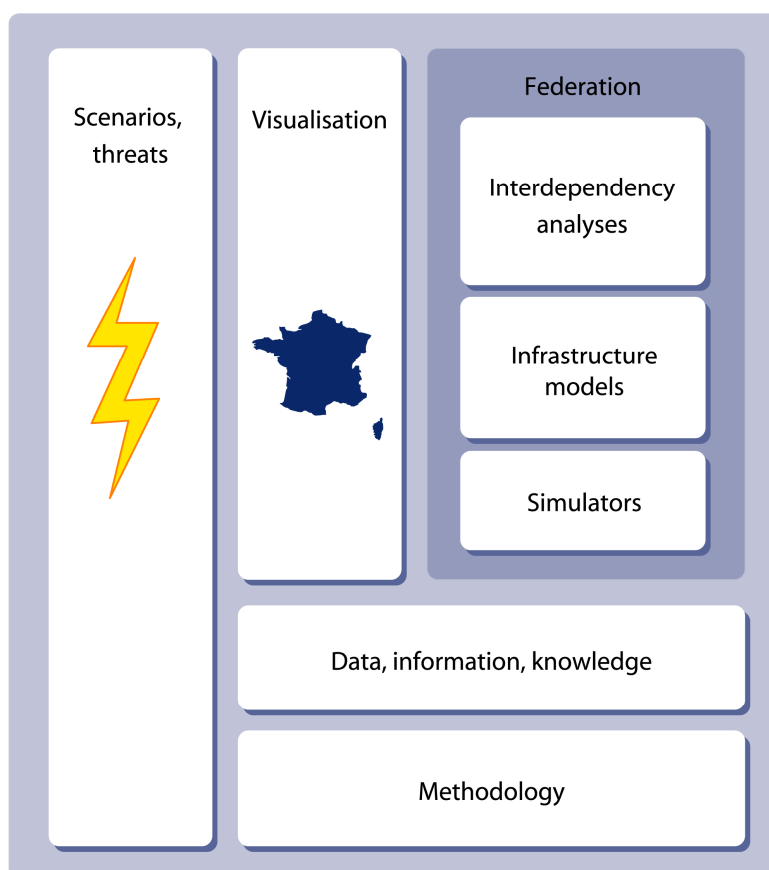 Scenarios,
threats
Visualisation
Federation
Interdependency
analyses
Infrastructure
models
Simulators
Data, information, knowledge
Methodology